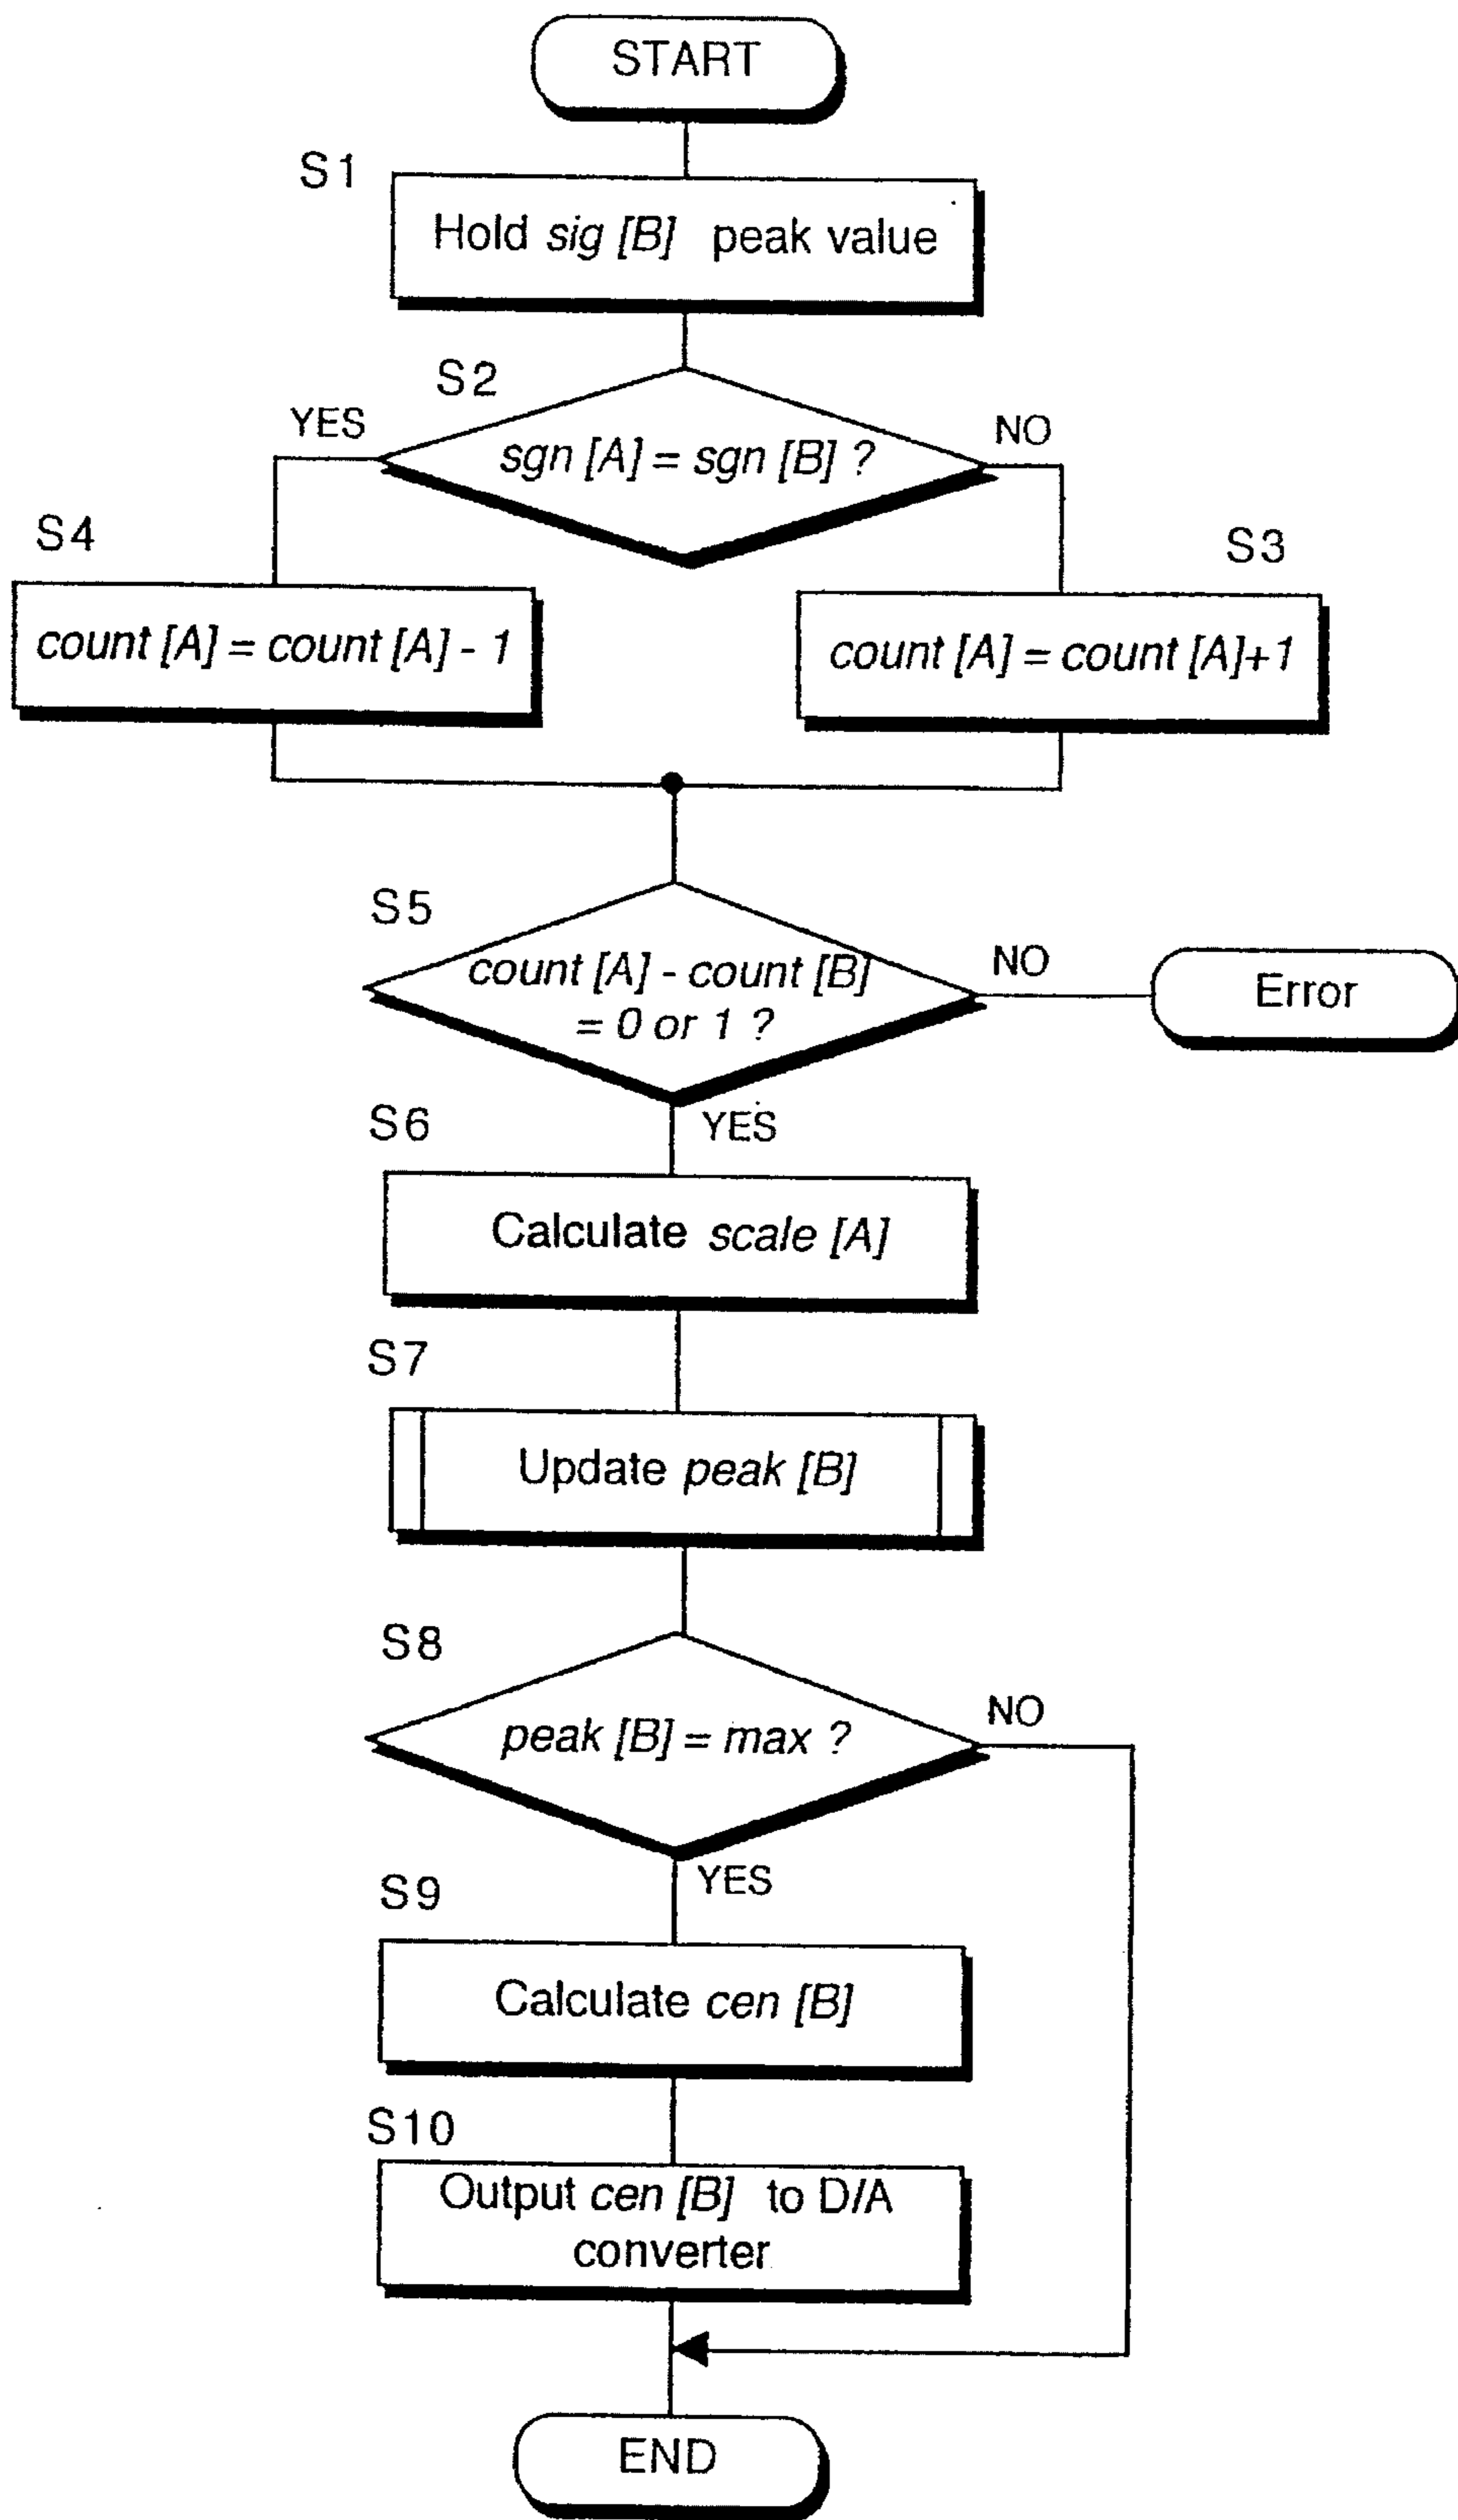 START
S1
Hold sig [B] peak value
S2
YES
NO
sgn [A] = sgn [B] ?
S4
S3
count [A] = count [A] - 1
count [A] = count [A]+1
S5
count [A] - count [B]
= 0 or 1 ?
NO
Error
S6
YES
Calculate scale [A]
S7
Update peak [B]
S8
NO
peak [B] = max ?
YES
S9
Calculate cen [B]
S10
Output cen [B] to D/A
converter
END